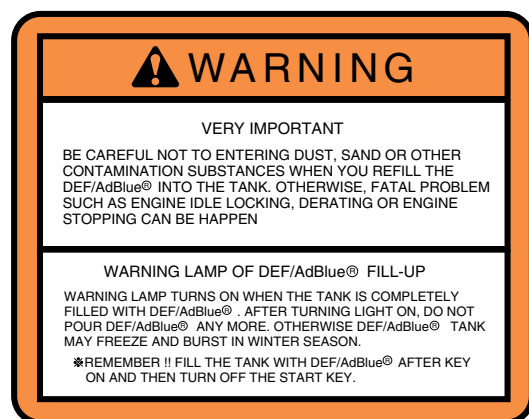 WARNING
VERY IMPORTANT
BE CAREFUL NOT TO ENTERING DUST, SAND OR OTHER
CONTAMINATION SUBSTANCES WHEN YOU REFILL THE
DEF/AdBlue® INTO THE TANK. OTHERWISE, FATAL PROBLEM
SUCH AS ENGINE IDLE LOCKING, DERATING OR ENGINE
STOPPING CAN BE HAPPEN
WARNING LAMP OF DEF/AdBlue® FILL-UP
WARNING LAMP TURNS ON WHEN THE TANK IS COMPLETELY
FILLED WITH DEF/AdBlue® . AFTER TURNING LIGHT ON, DO NOT
POUR DEF/AdBlue® ANY MORE. OTHERWISE DEF/AdBlue® TANK
MAY FREEZE AND BURST IN WINTER SEASON.
※REMEMBER !! FILL THE TANK WITH DEF/AdBlue® AFTER KEY
ON AND THEN TURN OFF THE START KEY.